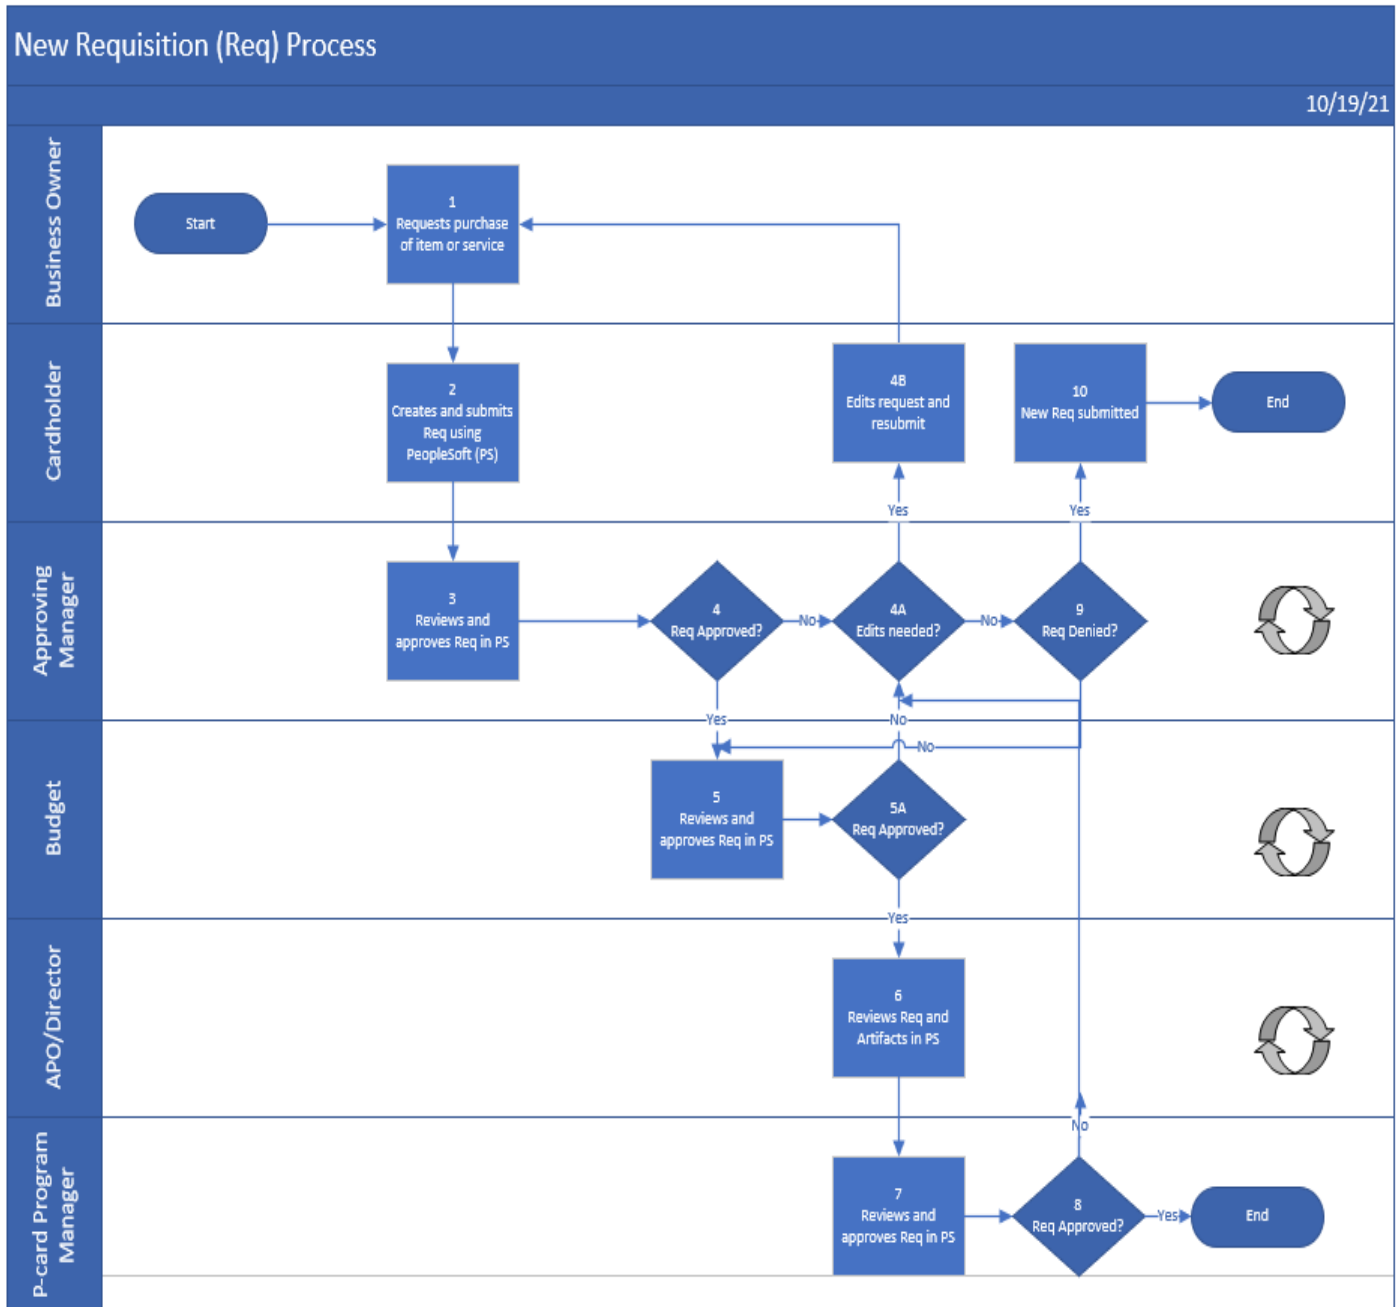 New Requisition (Req) Process
10/19/21
Business Owner
Start
1
Requests purchase
of item or service
Cardholder
2
Creates and submits
Req using
PeopleSoft (PS)
4B
Edits request and
resubmit
10
New Req submitted
End
Yes
Yes
Approving
Manager
3
Reviews and
approves Req in PS
4
Req Approved?
No
4A
Edits needed?
No
9
Req Denied?
Yes
No
No
Budget
5
Reviews and
approves Req in PS
5A
Req Approved?
Yes
APO/Director
6
Reviews Req and
Artifacts in PS
No
P-card Program
Manager
7
Reviews and
approves Req in PS
8
Req Approved?
Yes
End